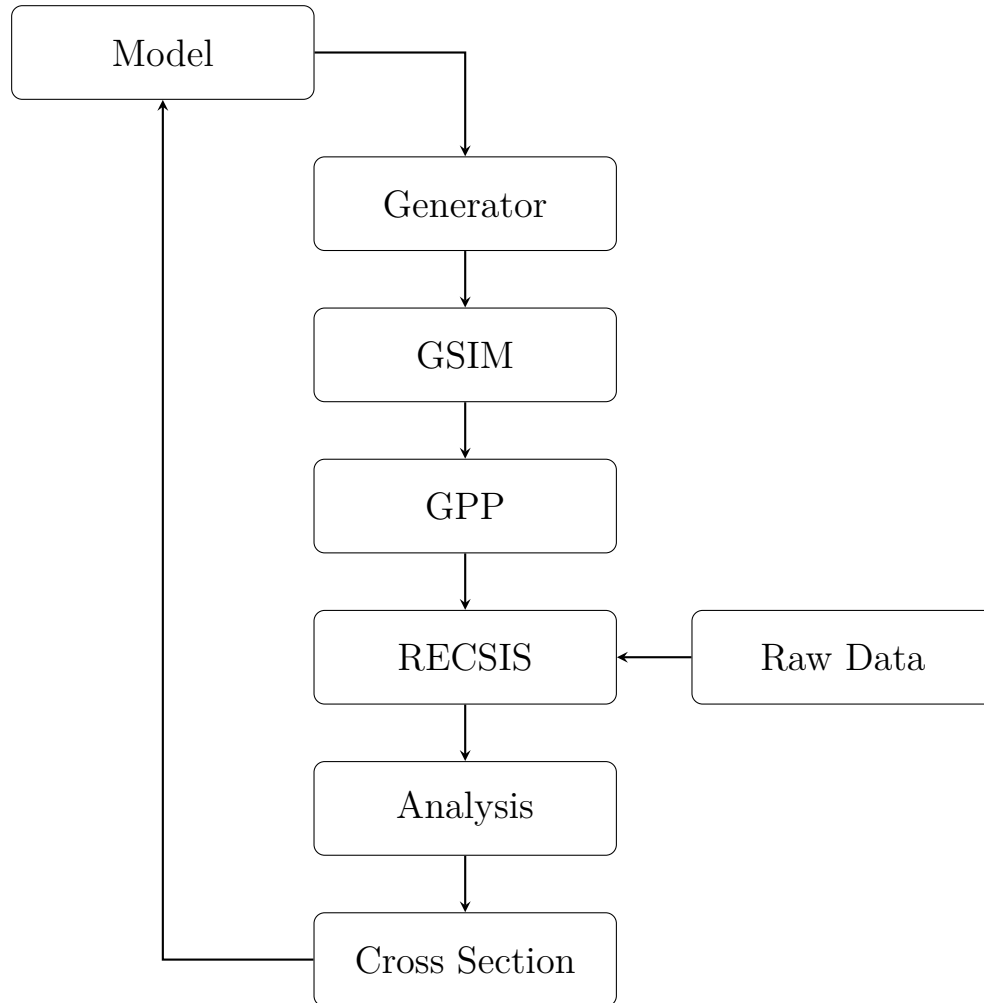 Model
Generator
GSIM
GPP
RECSIS
Raw Data
Analysis
Cross Section